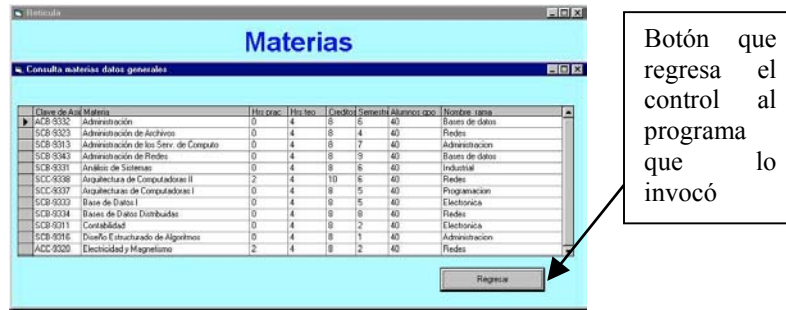 Reticula
Materias
Consulta materias datos generales
Clave de Asi Materia Hrs prac Hrs teo Creditos Semestre Alumnos gpo Nombre rama
ACB-9332 Administración 0 4 8 6 40 Bases de datos
SCB-9323 Administración de Archivos 0 4 8 4 40 Redes
SCB-9313 Administración de los Serv. de Computo 0 4 8 7 40 Administracion
SCB-9343 Administración de Redes 0 4 8 9 40 Bases de datos
SCB-9331 Análisis de Sistemas 0 4 8 6 40 Industrial
SCC-9338 Arquitectura de Computadoras II 2 4 10 6 40 Redes
SCC-9337 Arquitecturas de Computadoras I 0 4 8 5 40 Programacion
SCB-9333 Base de Datos I 0 4 8 5 40 Electronica
SCB-9334 Bases de Datos Distribuidas 0 4 8 8 40 Redes
SCB-9311 Contabilidad 0 4 8 2 40 Electronica
SCB-9316 Diseño Estructurado de Algoritmos 0 4 8 1 40 Administracion
ACC-9320 Electricidad y Magnetismo 2 4 8 2 40 Redes
Regresar
Botón que
regresa el
control al
programa
que lo
invocó